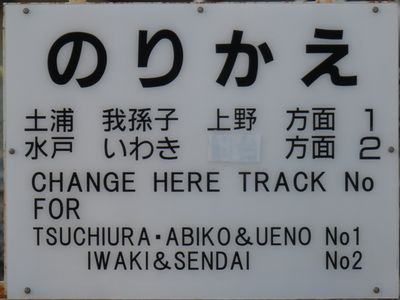 のりかえ
土浦 我孫子 上野 方面 1
水戸 いわき 方面 2
CHANGE HERE TRACK No
FOR
TSUCHIURA・ABIKO&UENO No1
IWAKI&SENDAI No2